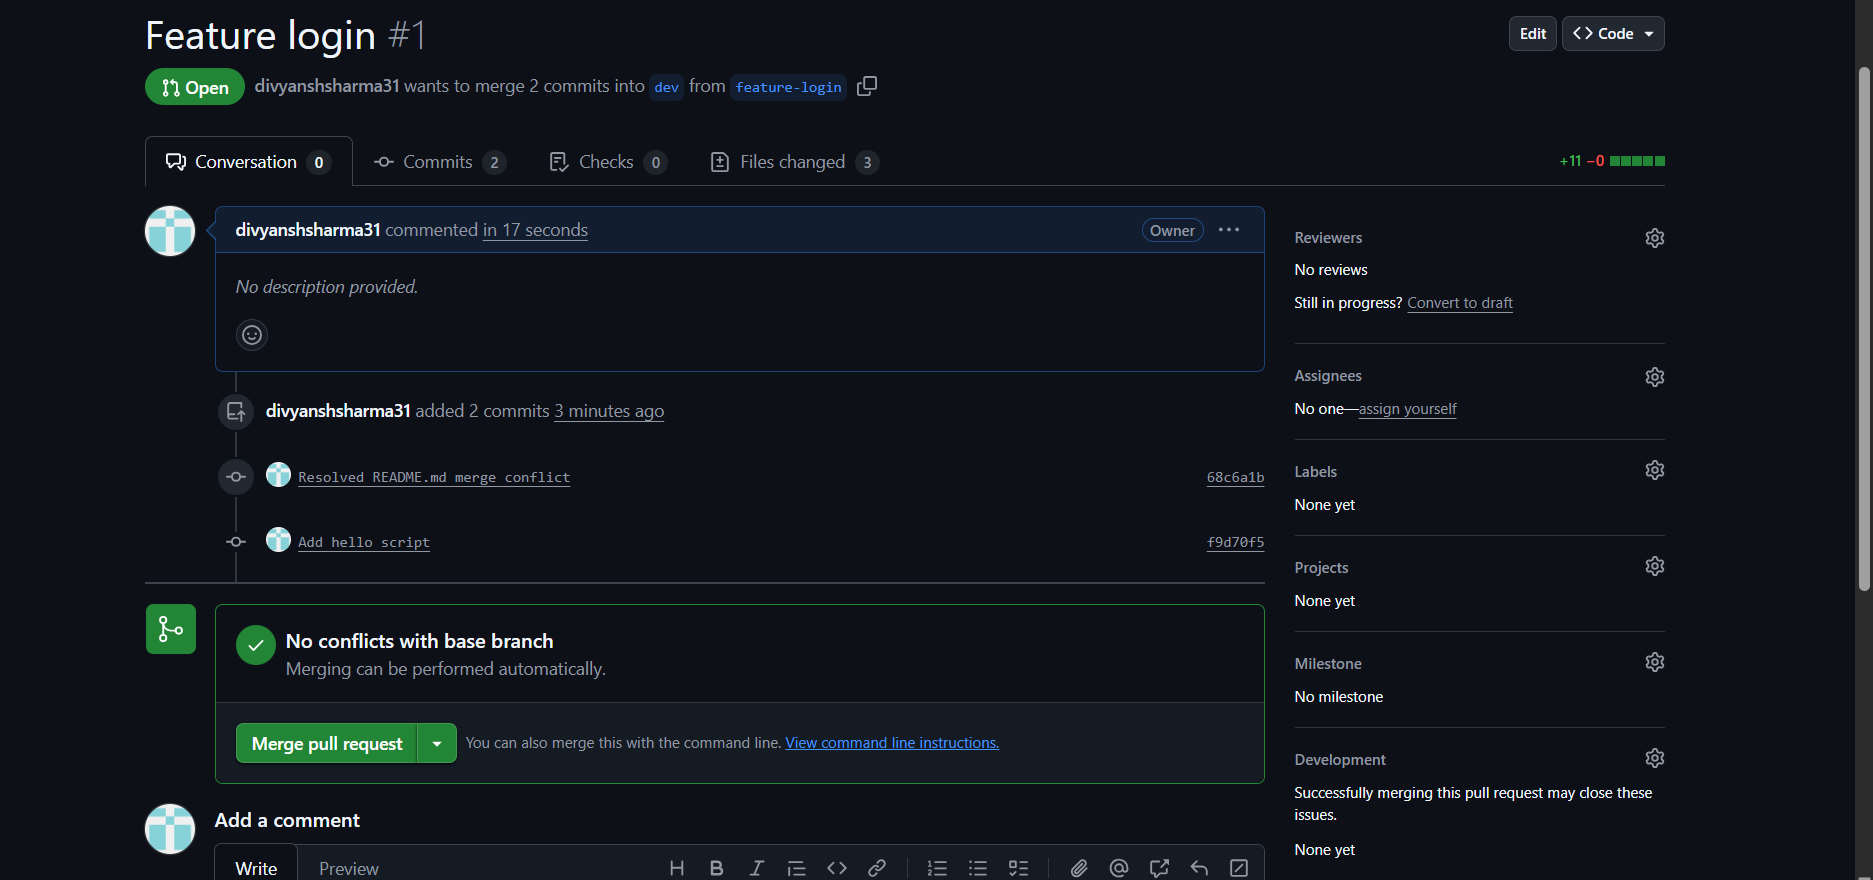 Feature login #1
Edit
Code
Open
divyanshsharma31 wants to merge 2 commits into dev from feature-login
Conversation 0
Commits 2
Checks 0
Files changed 3
+11 −0
divyanshsharma31 commented in 17 seconds
Owner
No description provided.
divyanshsharma31 added 2 commits 3 minutes ago
Resolved README.md merge conflict
68c6a1b
Add hello script
f9d70f5
No conflicts with base branch
Merging can be performed automatically.
Merge pull request
You can also merge this with the command line. View command line instructions.
Add a comment
Write
Preview
Reviewers
No reviews
Still in progress? Convert to draft
Assignees
No one—assign yourself
Labels
None yet
Projects
None yet
Milestone
No milestone
Development
Successfully merging this pull request may close these
issues.
None yet